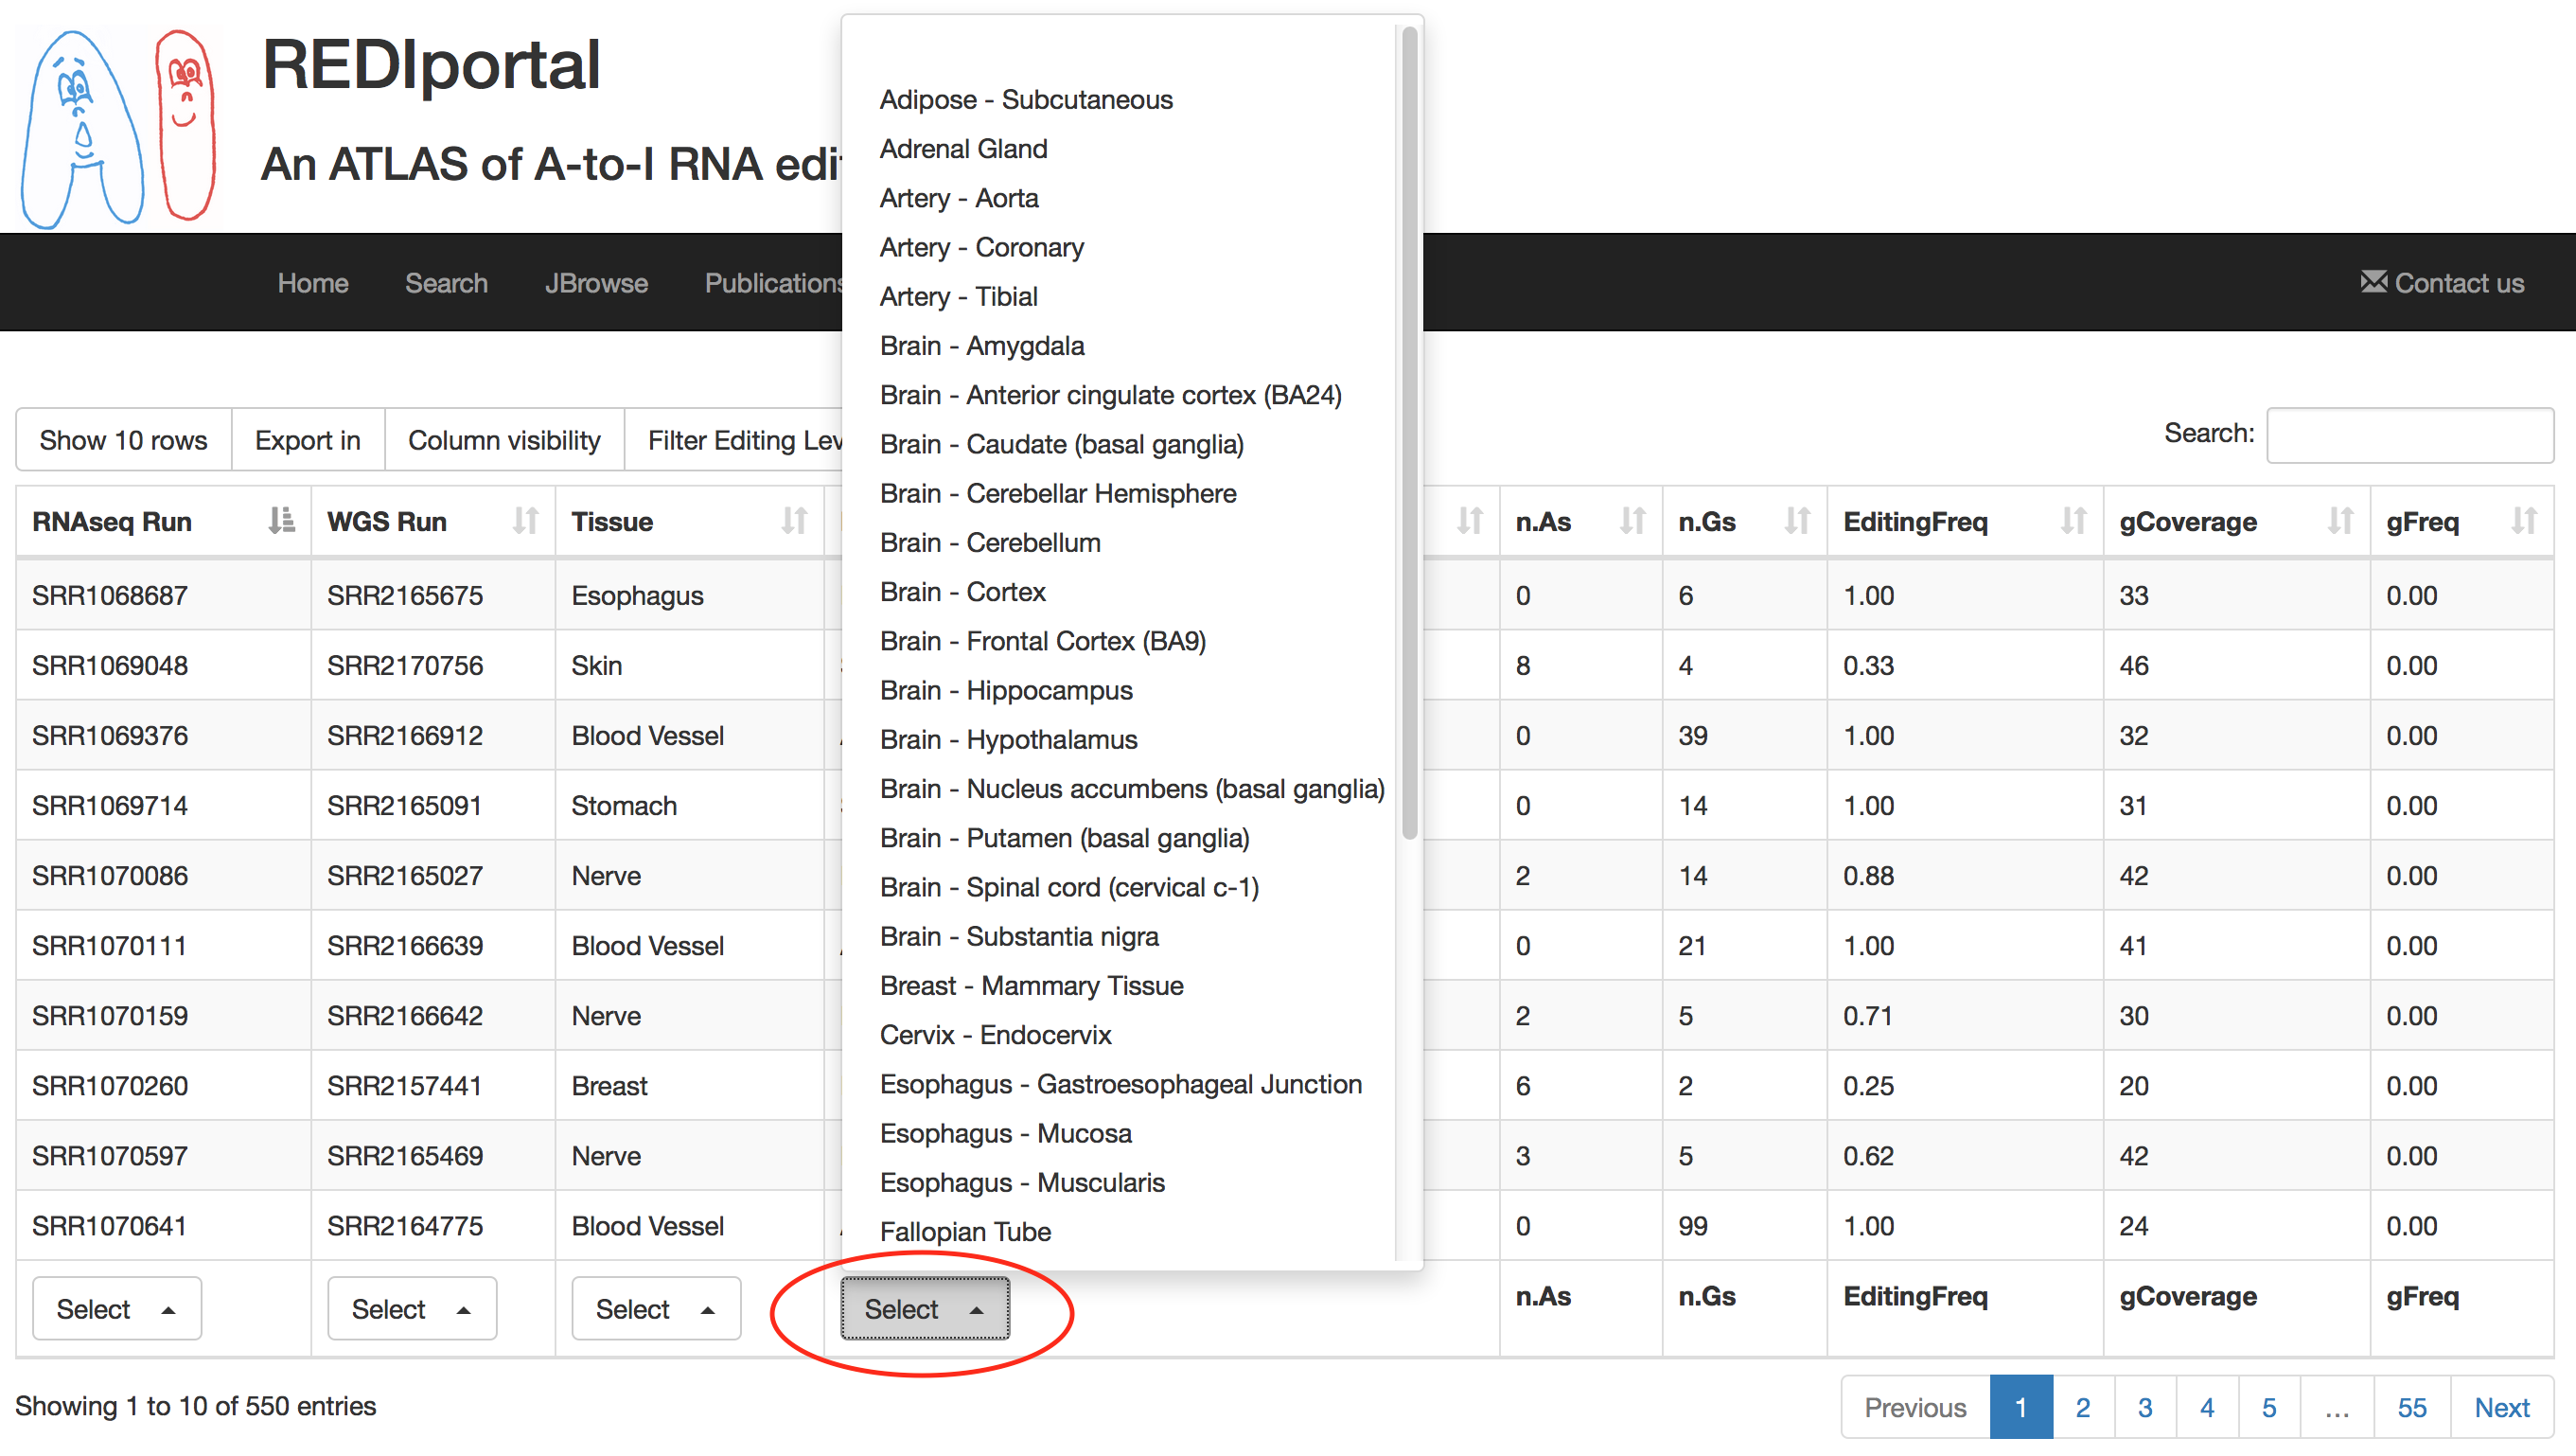 REDIportal
An ATLAS of A-to-I RNA
Home Search JBrowse Publications Contact us
Adipose - Subcutaneous
Adrenal Gland
Artery - Aorta
Artery - Coronary
Artery - Tibial
Brain - Amygdala
Brain - Anterior cingulate cortex (BA24)
Brain - Caudate (basal ganglia)
Brain - Cerebellar Hemisphere
Brain - Cerebellum
Brain - Cortex
Brain - Frontal Cortex (BA9)
Brain - Hippocampus
Brain - Hypothalamus
Brain - Nucleus accumbens (basal ganglia)
Brain - Putamen (basal ganglia)
Brain - Spinal cord (cervical c-1)
Brain - Substantia nigra
Breast - Mammary Tissue
Cervix - Endocervix
Esophagus - Gastroesophageal Junction
Esophagus - Mucosa
Esophagus - Muscularis
Fallopian Tube
Show 10 rows Export in Column visibility Filter Editing Search:
RNAseq Run WGS Run Tissue n.As n.Gs EditingFreq gCoverage gFreq
SRR1068687 SRR2165675 Esophagus 0 6 1.00 33 0.00
SRR1069048 SRR2170756 Skin 8 4 0.33 46 0.00
SRR1069376 SRR2166912 Blood Vessel 0 39 1.00 32 0.00
SRR1069714 SRR2165091 Stomach 0 14 1.00 31 0.00
SRR1070086 SRR2165027 Nerve 2 14 0.88 42 0.00
SRR1070111 SRR2166639 Blood Vessel 0 21 1.00 41 0.00
SRR1070159 SRR2166642 Nerve 2 5 0.71 30 0.00
SRR1070260 SRR2157441 Breast 6 2 0.25 20 0.00
SRR1070597 SRR2165469 Nerve 3 5 0.62 42 0.00
SRR1070641 SRR2164775 Blood Vessel 0 99 1.00 24 0.00
Select Select Select Select n.As n.Gs EditingFreq gCoverage gFreq
Showing 1 to 10 of 550 entries Previous 1 2 3 4 5 ... 55 Next